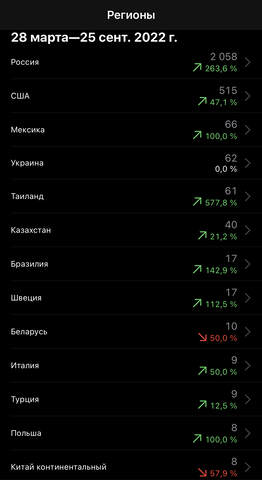 Регионы
28 марта—25 сент. 2022 г.
Россия
2 058
263,6 %
США
515
47,1 %
Мексика
66
100,0 %
Украина
62
0,0 %
Таиланд
61
577,8 %
Казахстан
40
21,2 %
Бразилия
17
142,9 %
Швеция
17
112,5 %
Беларусь
10
50,0 %
Италия
9
50,0 %
Турция
9
12,5 %
Польша
8
100,0 %
Китай континентальный
8
57,9 %